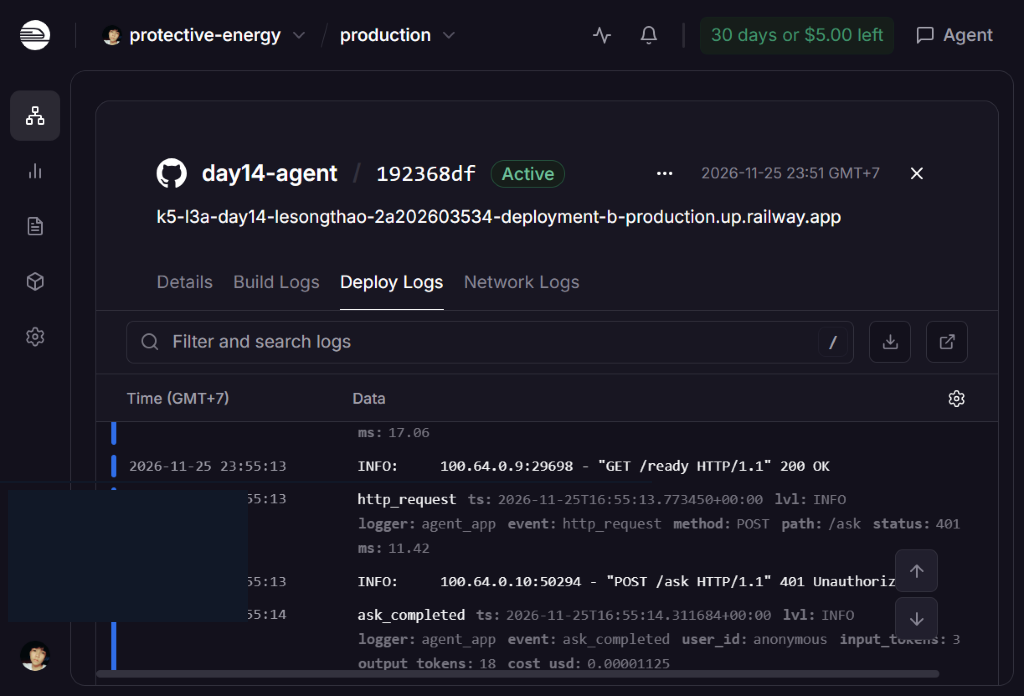 protective-energy / production 30 days or $5.00 left Agent
day14-agent / 192368df Active ... 2026-11-25 23:51 GMT+7
k5-l3a-day14-lesongthao-2a202603534-deployment-b-production.up.railway.app
Details Build Logs Deploy Logs Network Logs
Filter and search logs /
Time (GMT+7) Data
ms: 17.06
2026-11-25 23:55:13 INFO: 100.64.0.9:29698 - "GET /ready HTTP/1.1" 200 OK
55:13 http_request ts: 2026-11-25T16:55:13.773450+00:00 lvl: INFO
logger: agent_app event: http_request method: POST path: /ask status: 401
ms: 11.42
55:13 INFO: 100.64.0.10:50294 - "POST /ask HTTP/1.1" 401 Unauthoriz
55:14 ask_completed ts: 2026-11-25T16:55:14.311684+00:00 lvl: INFO
logger: agent_app event: ask_completed user_id: anonymous input_tokens: 3
output_tokens: 18 cost_usd: 0.00001125